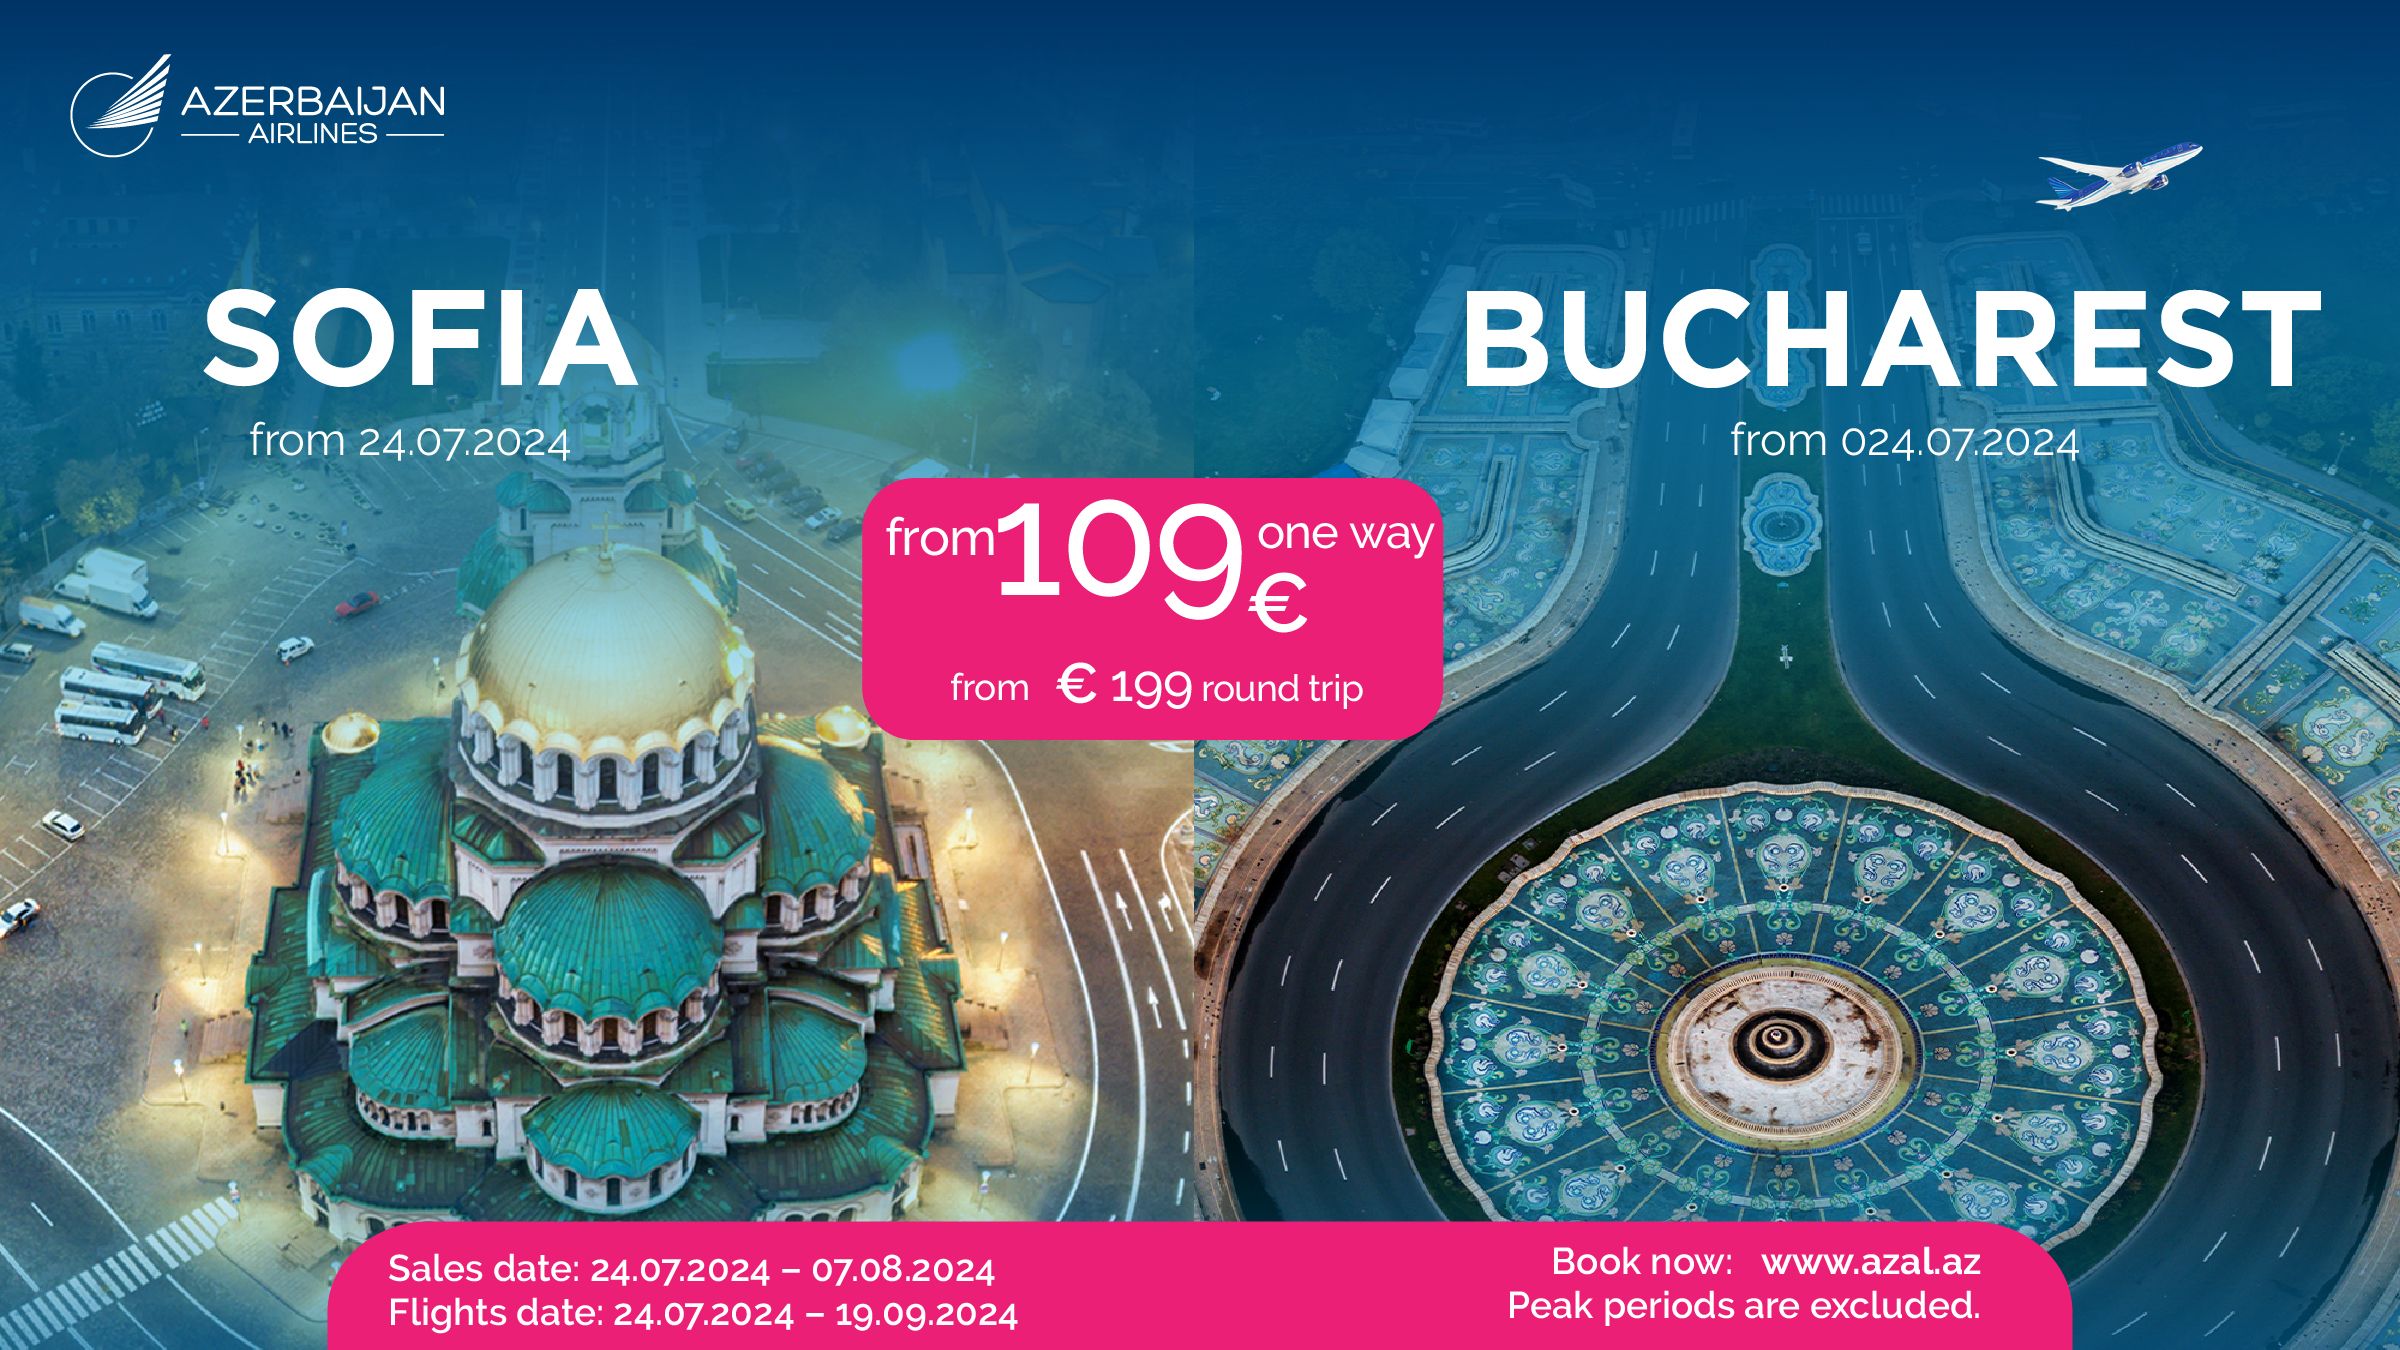 AZERBAIJAN
AIRLINES
SOFIA
from 24.07.2024
BUCHAREST
from 024.07.2024
from 109 € one way
from € 199 round trip
Sales date: 24.07.2024 – 07.08.2024
Flights date: 24.07.2024 – 19.09.2024
Book now: www.azal.az
Peak periods are excluded.